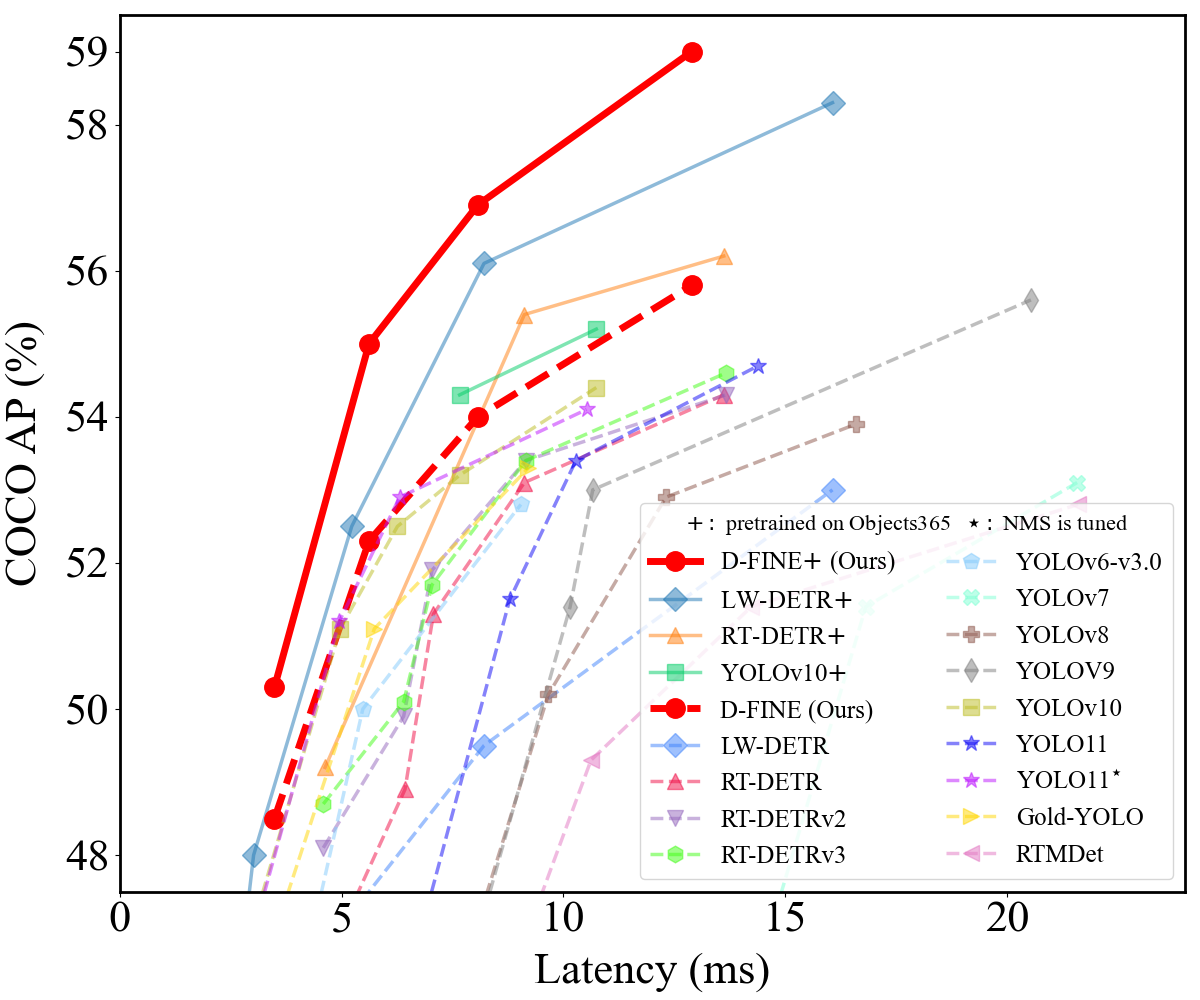 COCO AP (%)
59
58
56
54
52
50
48
+ : pretrained on Objects365 ⋆ : NMS is tuned
D-FINE+ (Ours)
LW-DETR+
RT-DETR+
YOLOv10+
D-FINE (Ours)
LW-DETR
RT-DETR
RT-DETRv2
RT-DETRv3
YOLOv6-v3.0
YOLOv7
YOLOv8
YOLOV9
YOLOv10
YOLO11
YOLO11⋆
Gold-YOLO
RTMDet
0 5 10 15 20
Latency (ms)